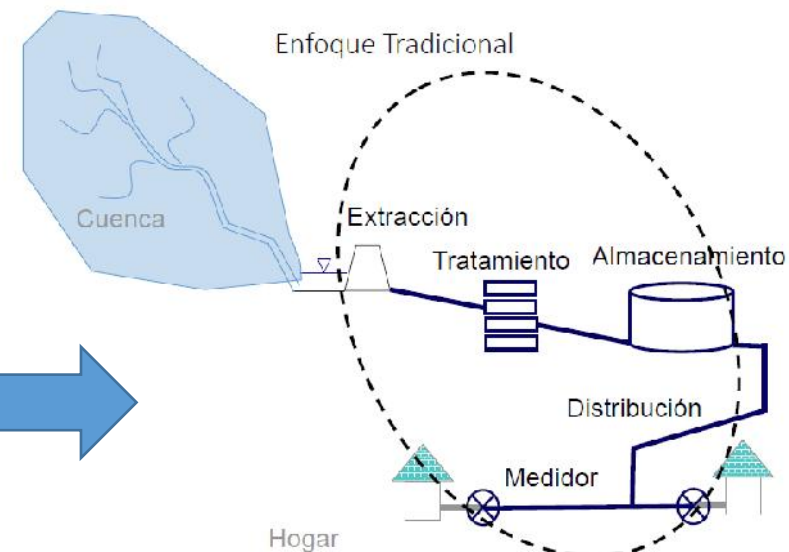 Enfoque Tradicional
Cuenca
Extracción
Tratamiento
Almacenamiento
Distribución
Medidor
Hogar